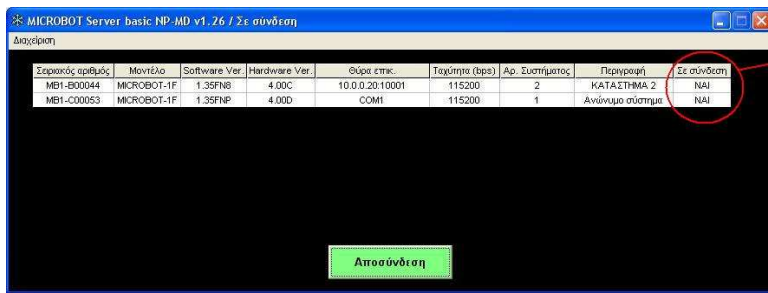 MICROBOT Server basic NP-MD v1.26 / Σε σύνδεση
Διαχείριση
Σειριακός αριθμός Μοντέλο Software Ver. Hardware Ver. Θύρα επικ. Ταχύτητα (bps) Αρ. Συστήματος Περιγραφή Σε σύνδεση
MB1-B00044 MICROBOT-1F 1.35FN8 4.00C 10.0.0.20:10001 115200 2 ΚΑΤΑΣΤΗΜΑ 2 ΝΑΙ
MB1-C00053 MICROBOT-1F 1.35FNP 4.00D COM1 115200 1 Ανώνυμο σύστημα ΝΑΙ
Αποσύνδεση